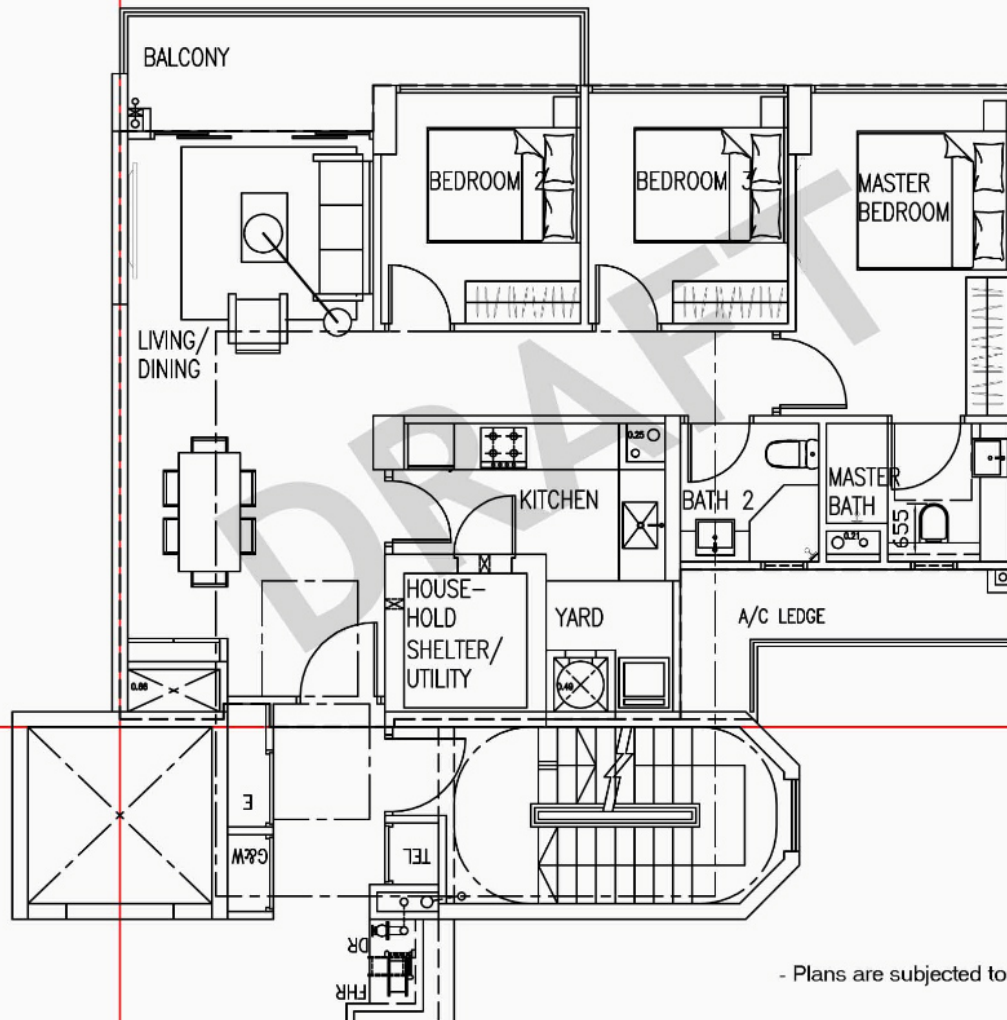 BALCONY
BEDROOM 2
BEDROOM 3
MASTER
BEDROOM
LIVING/
DINING
DRAFT
0.25
KITCHEN
BATH 2
MASTER
BATH
0.21
655
HOUSE-
HOLD
SHELTER/
UTILITY
YARD
A/C LEDGE
0.86
0.49
E
G&W
TEL
DR
FHR
- Plans are subjected to